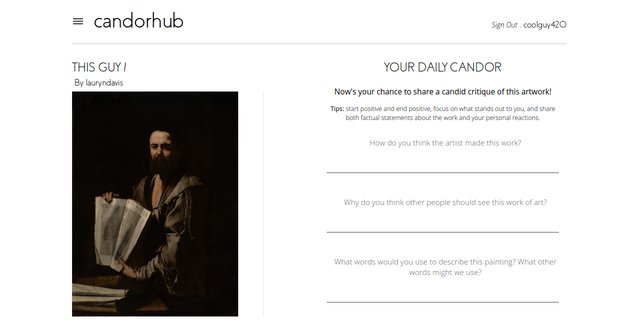 candorhub
Sign Out . coolguy420
THIS GUY !
By lauryndavis
YOUR DAILY CANDOR
Now's your chance to share a candid critique of this artwork!
Tips: start positive and end positive, focus on what stands out to you, and share
both factual statements about the work and your personal reactions.
How do you think the artist made this work?
Why do you think other people should see this work of art?
What words would you use to describe this painting? What other
words might we use?